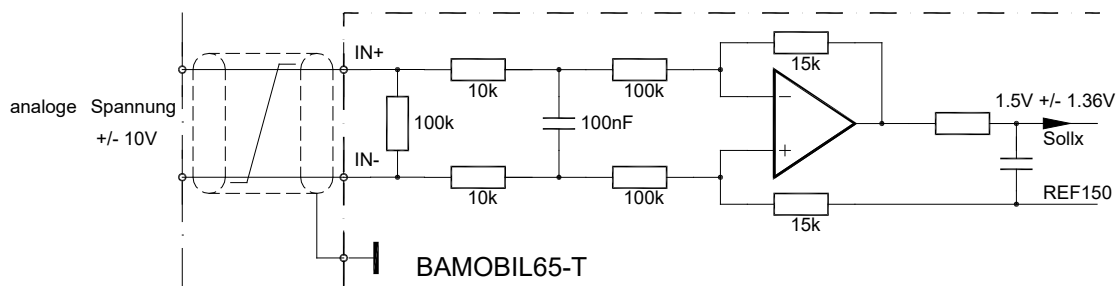 IN+
15k
10k
100k
analoge Spannung
+/- 10V
100k
100nF
1.5V +/- 1.36V
Sollx
IN-
10k
100k
15k
REF150
BAMOBIL65-T